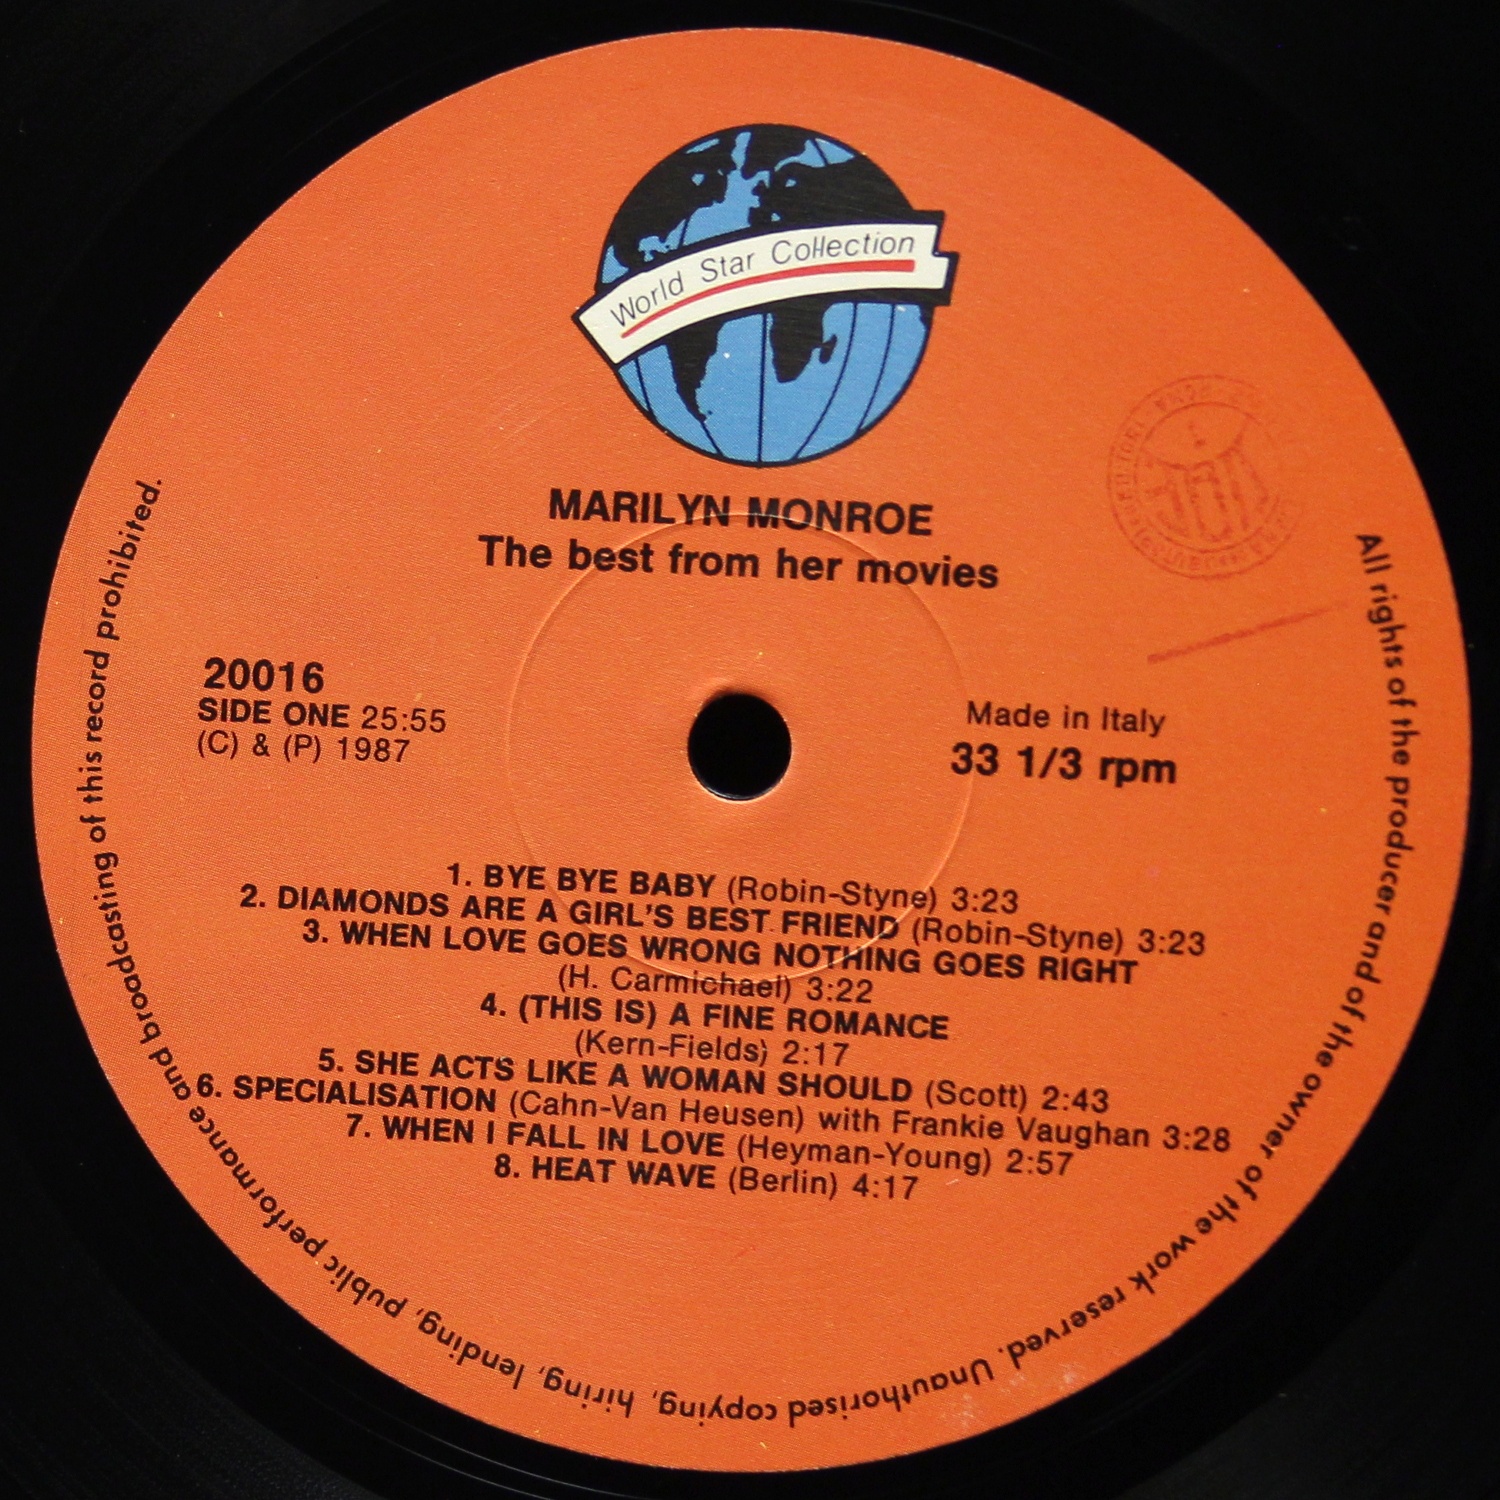 World Star Collection
MARILYN MONROE
The best from her movies
20016
SIDE ONE 25:55
(C) & (P) 1987
Made in Italy
33 1/3 rpm
1. BYE BYE BABY (Robin-Styne) 3:23
2. DIAMONDS ARE A GIRL'S BEST FRIEND (Robin-Styne) 3:23
3. WHEN LOVE GOES WRONG NOTHING GOES RIGHT
(H. Carmichael) 3:22
4. (THIS IS) A FINE ROMANCE
(Kern-Fields) 2:17
5. SHE ACTS LIKE A WOMAN SHOULD (Scott) 2:43
6. SPECIALISATION (Cahn-Van Heusen) with Frankie Vaughan 3:28
7. WHEN I FALL IN LOVE (Heyman-Young) 2:57
8. HEAT WAVE (Berlin) 4:17
All rights of the producer and of the owner of the work reserved. Unauthorised copying, hiring, lending, public performance and broadcasting of this record prohibited.